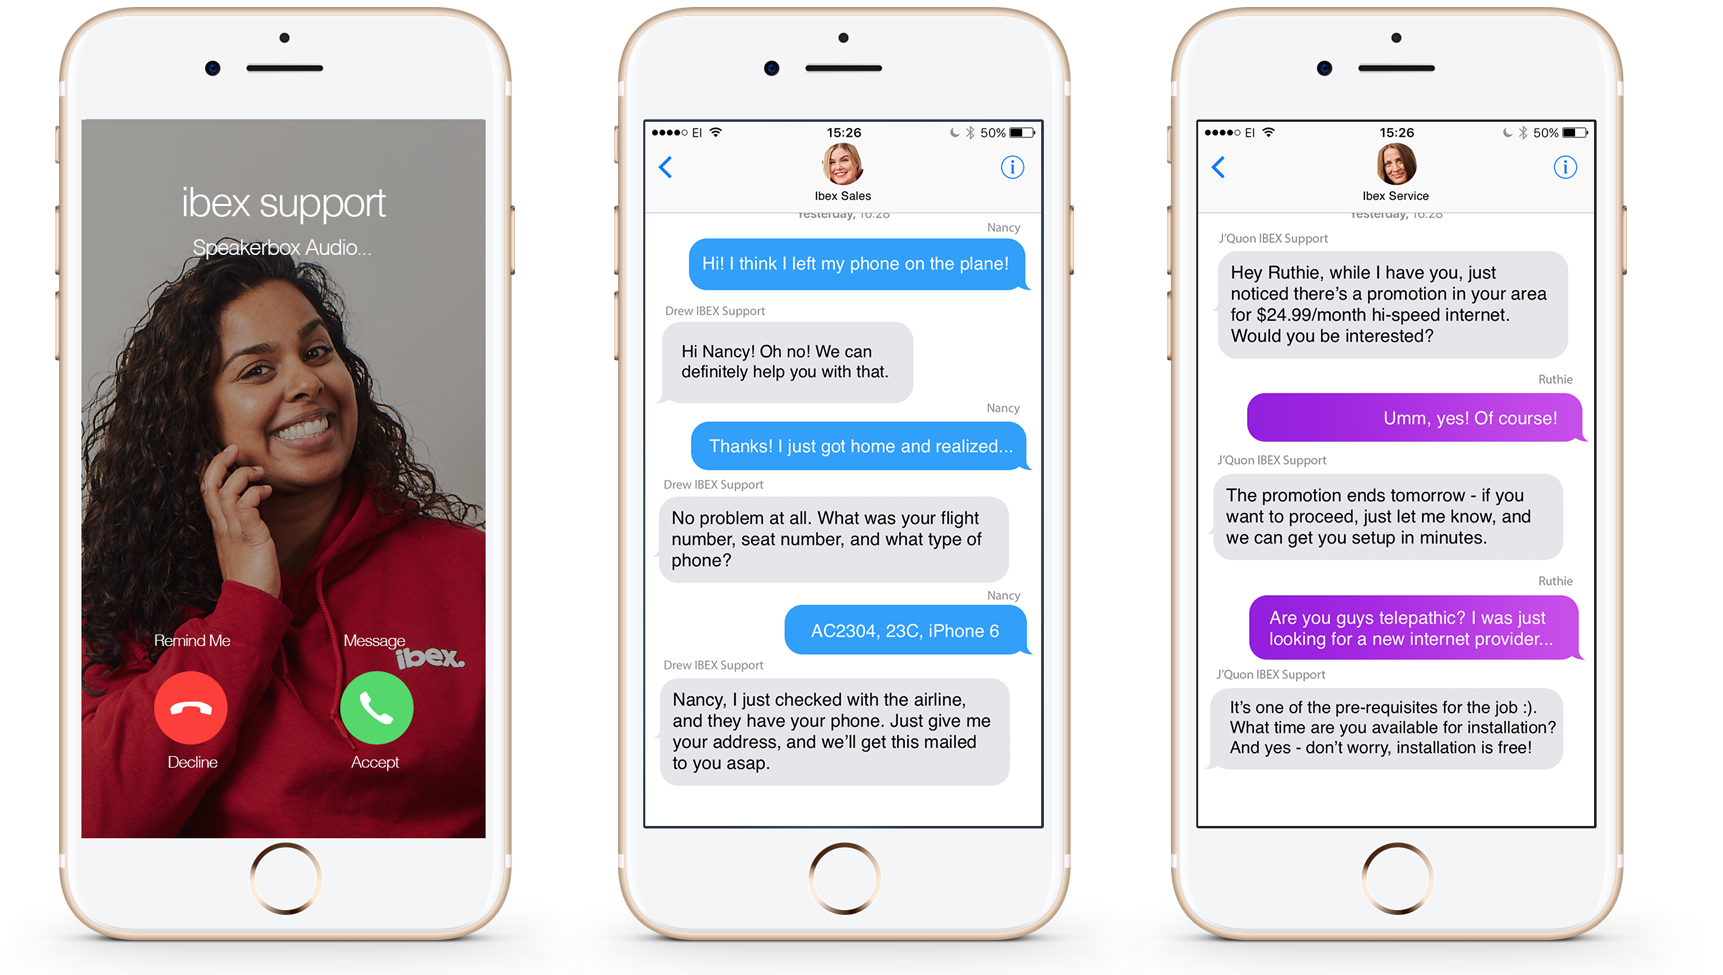 ibex support
Speakerbox Audio...
Remind Me
Message
ibex.
Decline
Accept
EI
15:26
50%
Ibex Sales
Yesterday, 16:28
Nancy
Hi! I think I left my phone on the plane!
Drew IBEX Support
Hi Nancy! Oh no! We can
definitely help you with that.
Nancy
Thanks! I just got home and realized...
Drew IBEX Support
No problem at all. What was your flight
number, seat number, and what type of
phone?
Nancy
AC2304, 23C, iPhone 6
Drew IBEX Support
Nancy, I just checked with the airline,
and they have your phone. Just give me
your address, and we’ll get this mailed
to you asap.
EI
15:26
50%
Ibex Service
Yesterday, 16:28
J’Quon IBEX Support
Hey Ruthie, while I have you, just
noticed there’s a promotion in your area
for $24.99/month hi-speed internet.
Would you be interested?
Ruthie
Umm, yes! Of course!
J’Quon IBEX Support
The promotion ends tomorrow - if you
want to proceed, just let me know, and
we can get you setup in minutes.
Ruthie
Are you guys telepathic? I was just
looking for a new internet provider...
J’Quon IBEX Support
It’s one of the pre-requisites for the job :).
What time are you available for installation?
And yes - don’t worry, installation is free!